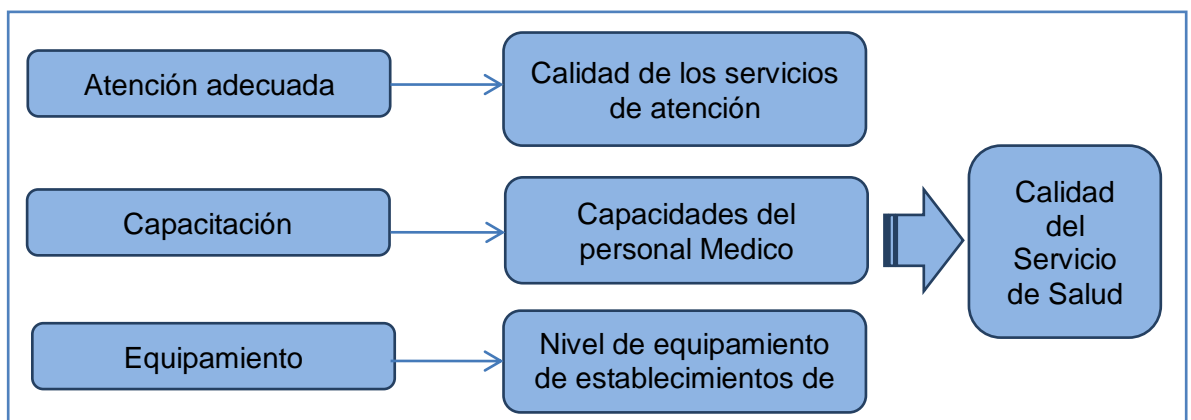 Atención adecuada
Calidad de los servicios
de atención
Capacitación
Capacidades del
personal Medico
Equipamiento
Nivel de equipamiento
de establecimientos de
Calidad
del
Servicio
de Salud